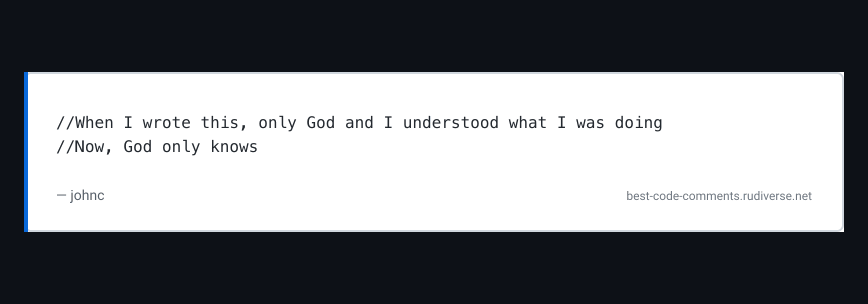 //When I wrote this, only God and I understood what I was doing
//Now, God only knows
— johnc
best-code-comments.rudiverse.net